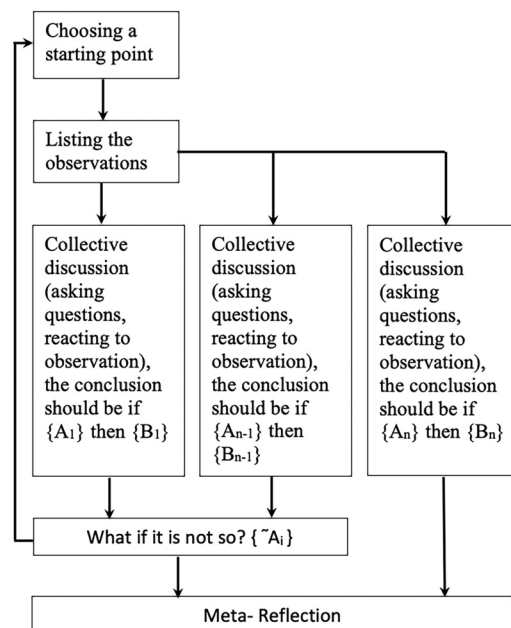 Choosing a
starting point
Listing the
observations
Collective
discussion
(asking
questions,
reacting to
observation),
the conclusion
should be if
{A₁} then {B₁}
Collective
discussion
(asking
questions,
reacting to
observation),
the conclusion
should be if
{Aₙ₋₁} then
{Bₙ₋₁}
Collective
discussion
(asking
questions,
reacting to
observation),
the conclusion
should be if
{Aₙ} then {Bₙ}
What if it is not so? { ˜Aᵢ}
Meta- Reflection